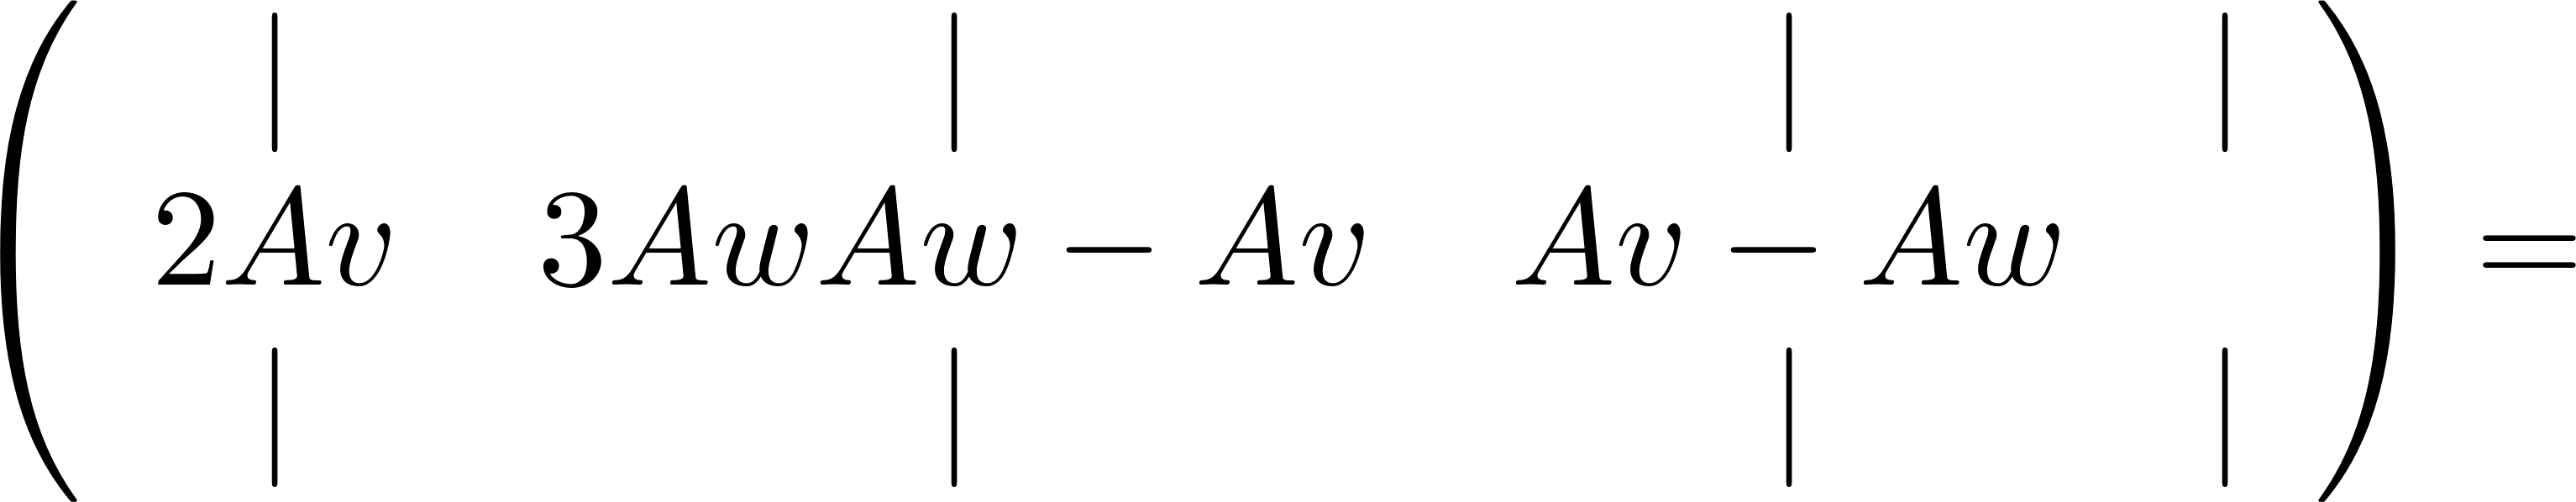 ( | | | |
2Av 3AwAw − Av Av − Aw ) =
| | | |